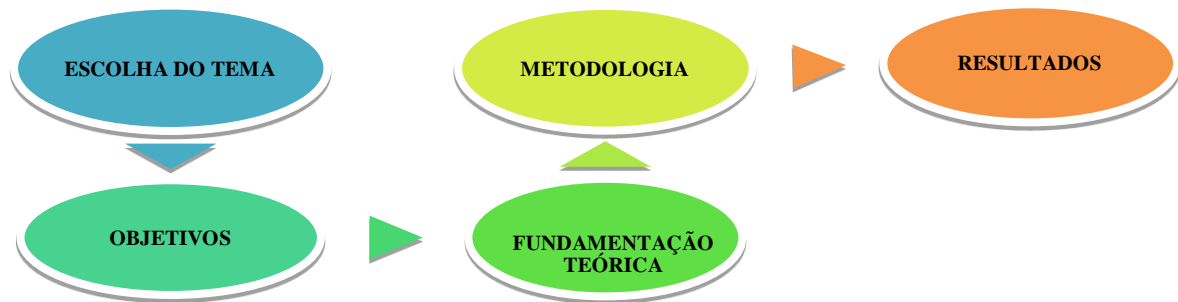 ESCOLHA DO TEMA
METODOLOGIA
RESULTADOS
OBJETIVOS
FUNDAMENTAÇÃO
TEÓRICA